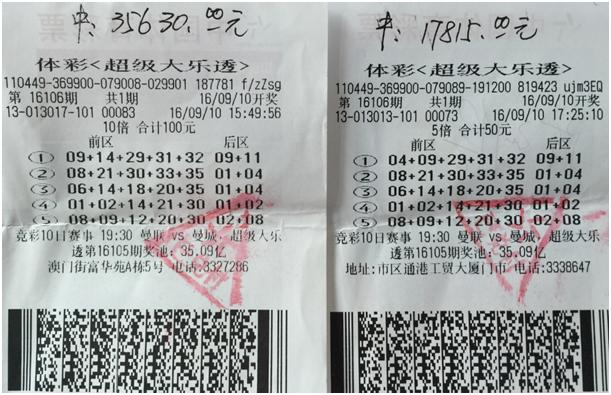 中: 35630.00元
体彩<超级大乐透>
110449-369900-079008-029901 187781 f/zZsg
第 16106期 共1期 16/09/10开奖
13-013017-101 00083 16/09/10 15:49:56
10倍 合计100元
前区 后区
① 09+14+29+31+32 09+11
② 08+21+30+33+35 01+04
③ 06+14+18+20+35 01+04
④ 01+02+14+21+30 01+02
⑤ 08+09+12+20+30 02+08
竞彩10日赛事 19:30 曼联 vs 曼城, 超级大乐
透第16105期奖池: 35.09亿
澳门街富华苑A栋5号 电话:3327286
中: 17815.00元
体彩<超级大乐透>
110449-369900-079089-191200 819423 ujm3EQ
第 16106期 共1期 16/09/10开奖
13-013013-101 00073 16/09/10 17:25:10
5倍 合计50元
前区 后区
① 04+09+29+31+32 09+11
② 08+21+30+33+35 01+04
③ 06+14+18+20+35 01+04
④ 01+02+14+21+30 01+02
⑤ 08+09+12+20+30 02+08
竞彩10日赛事 19:30 曼联 vs 曼城, 超级大乐
透第16105期奖池: 35.09亿
地址:市区通港工贸大厦门市 电话:3338647